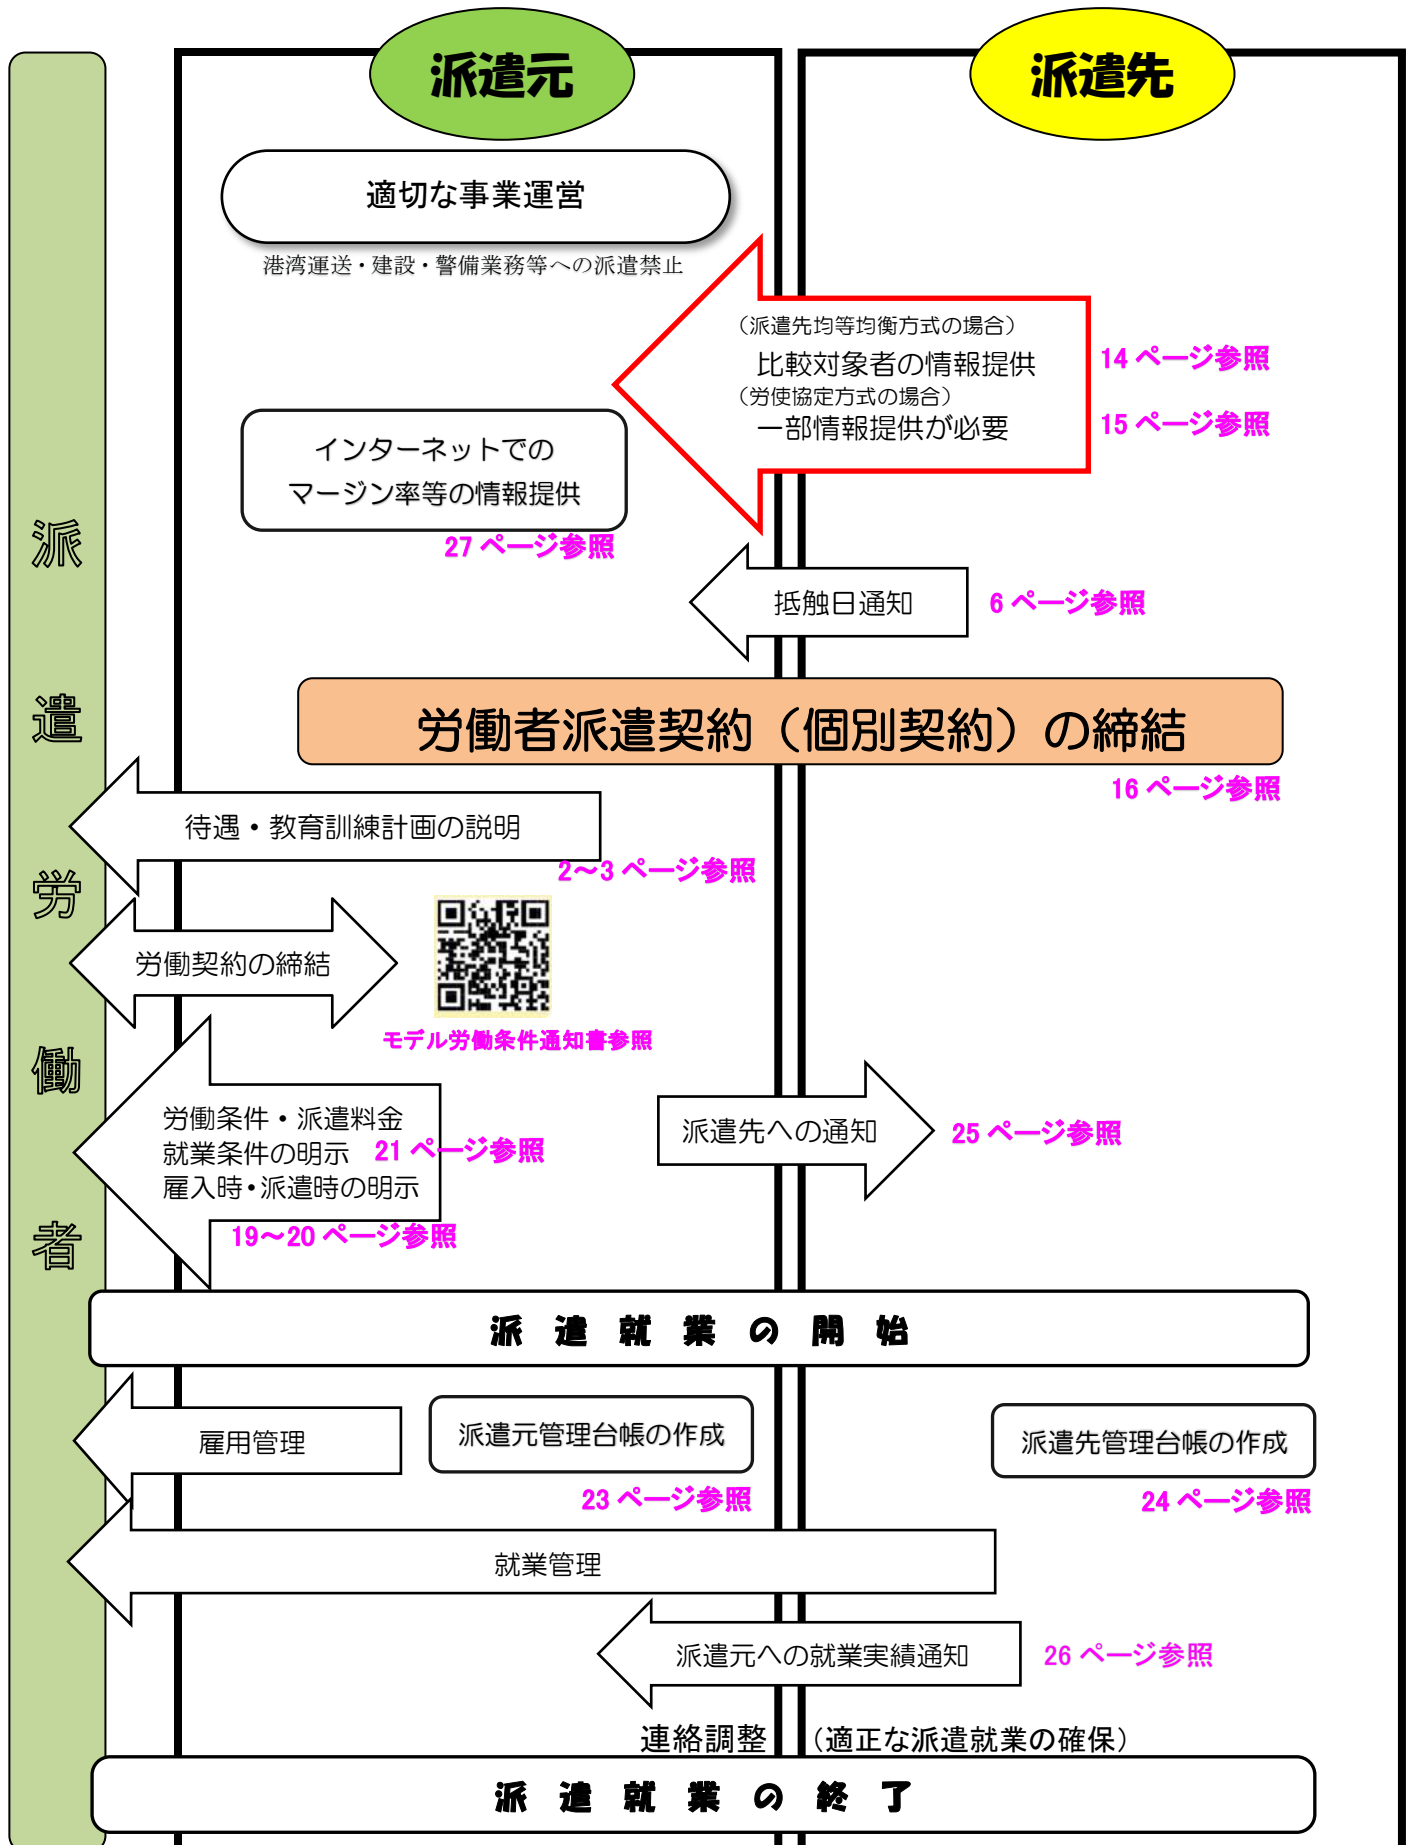 派遣元
派遣先
適切な事業運営
港湾運送・建設・警備業務等への派遣禁止
（派遣先均等均衡方式の場合）
比較対象者の情報提供
（労使協定方式の場合）
一部情報提供が必要
14 ページ参照
15 ページ参照
インターネットでの
マージン率等の情報提供
27 ページ参照
抵触日通知
6 ページ参照
労働者派遣契約（個別契約）の締結
16 ページ参照
派遣労働者
待遇・教育訓練計画の説明
2～3 ページ参照
労働契約の締結
モデル労働条件通知書参照
労働条件・派遣料金
就業条件の明示
雇入時・派遣時の明示
21 ページ参照
19～20 ページ参照
派遣先への通知
25 ページ参照
派 遣 就 業 の 開 始
雇用管理
派遣元管理台帳の作成
23 ページ参照
派遣先管理台帳の作成
24 ページ参照
就業管理
派遣元への就業実績通知
26 ページ参照
連絡調整 （適正な派遣就業の確保）
派 遣 就 業 の 終 了